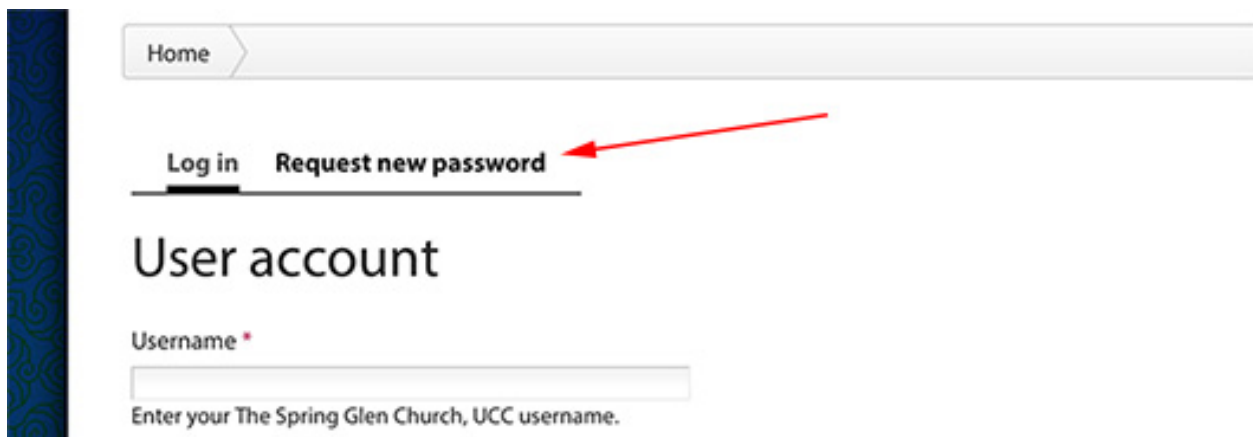 Home
Log in Request new password
User account
Username *
Enter your The Spring Glen Church, UCC username.